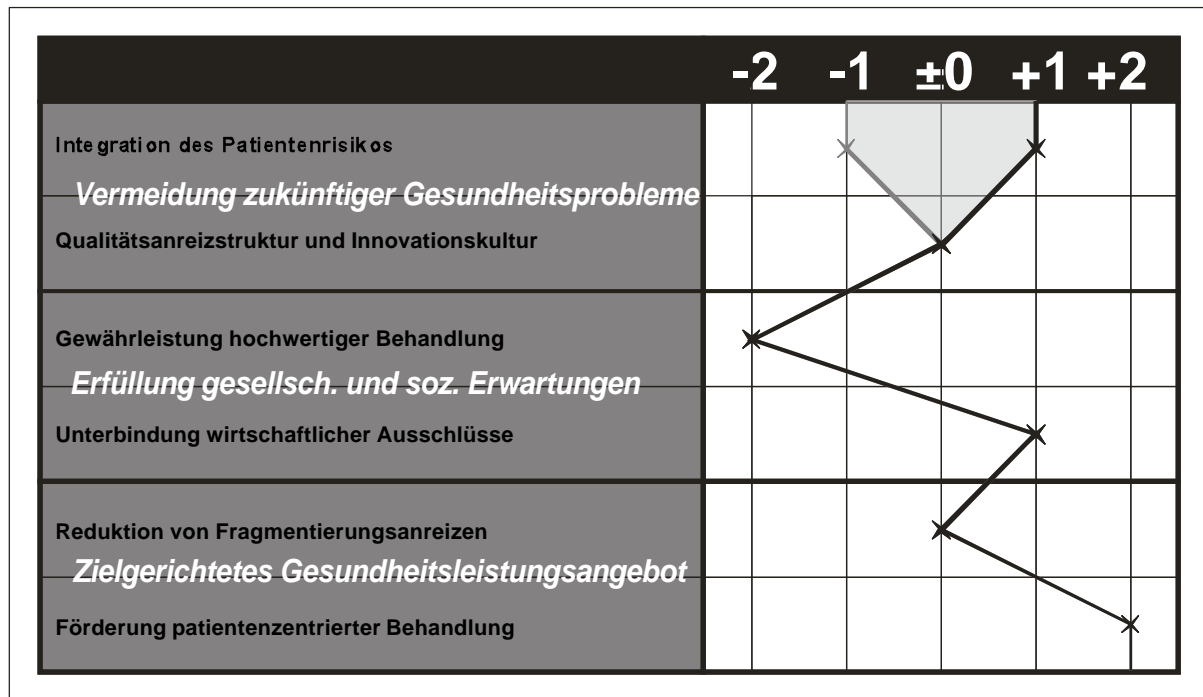 -2 -1 ±0 +1 +2
Integration des Patientenrisikos
Vermeidung zukünftiger Gesundheitsprobleme
Qualitätsanreizstruktur und Innovationskultur
Gewährleistung hochwertiger Behandlung
Erfüllung gesellsch. und soz. Erwartungen
Unterbindung wirtschaftlicher Ausschlüsse
Reduktion von Fragmentierungsanreizen
Zielgerichtetes Gesundheitsleistungsangebot
Förderung patientenzentrierter Behandlung